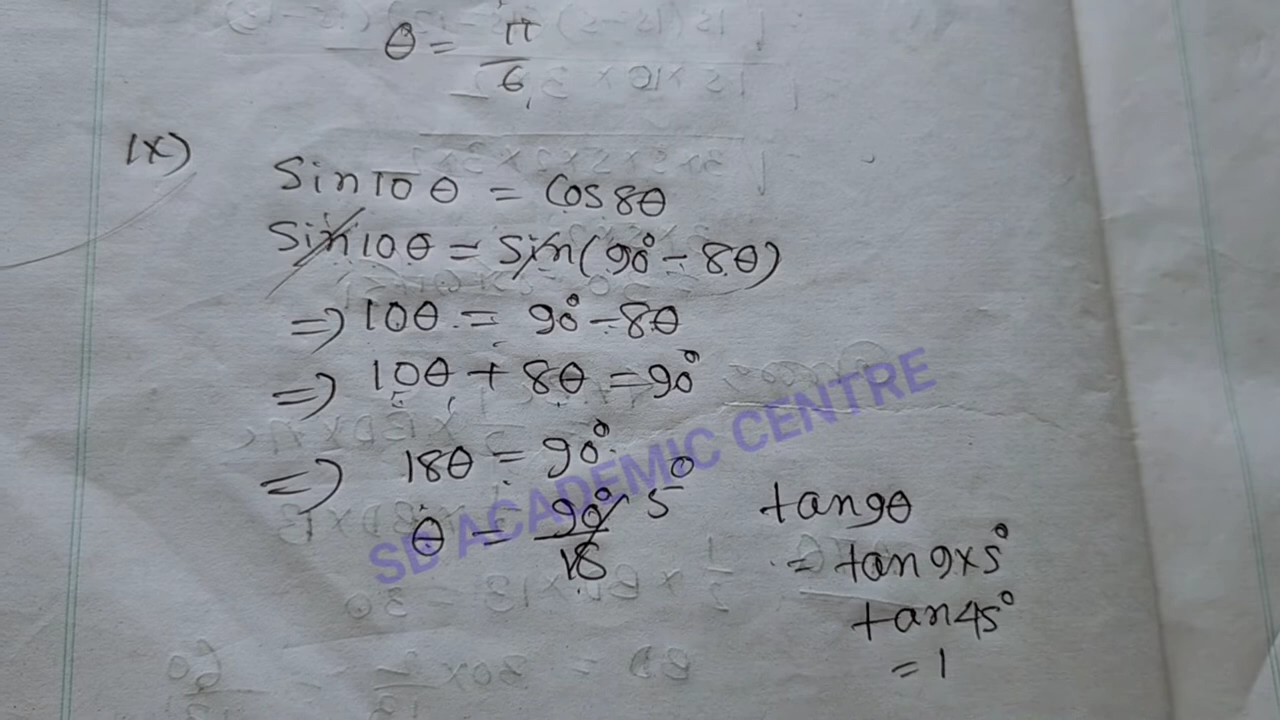 θ = π/6
ix)
Sin10θ = Cos8θ
Sin10θ = Sin(90° - 8θ)
=> 10θ = 90° - 8θ
=> 10θ + 8θ = 90°
=> 18θ = 90°
θ = 90°/18 5°
tan9θ
= tan9×5°
tan45°
= 1
SB ACADEMIC CENTRE